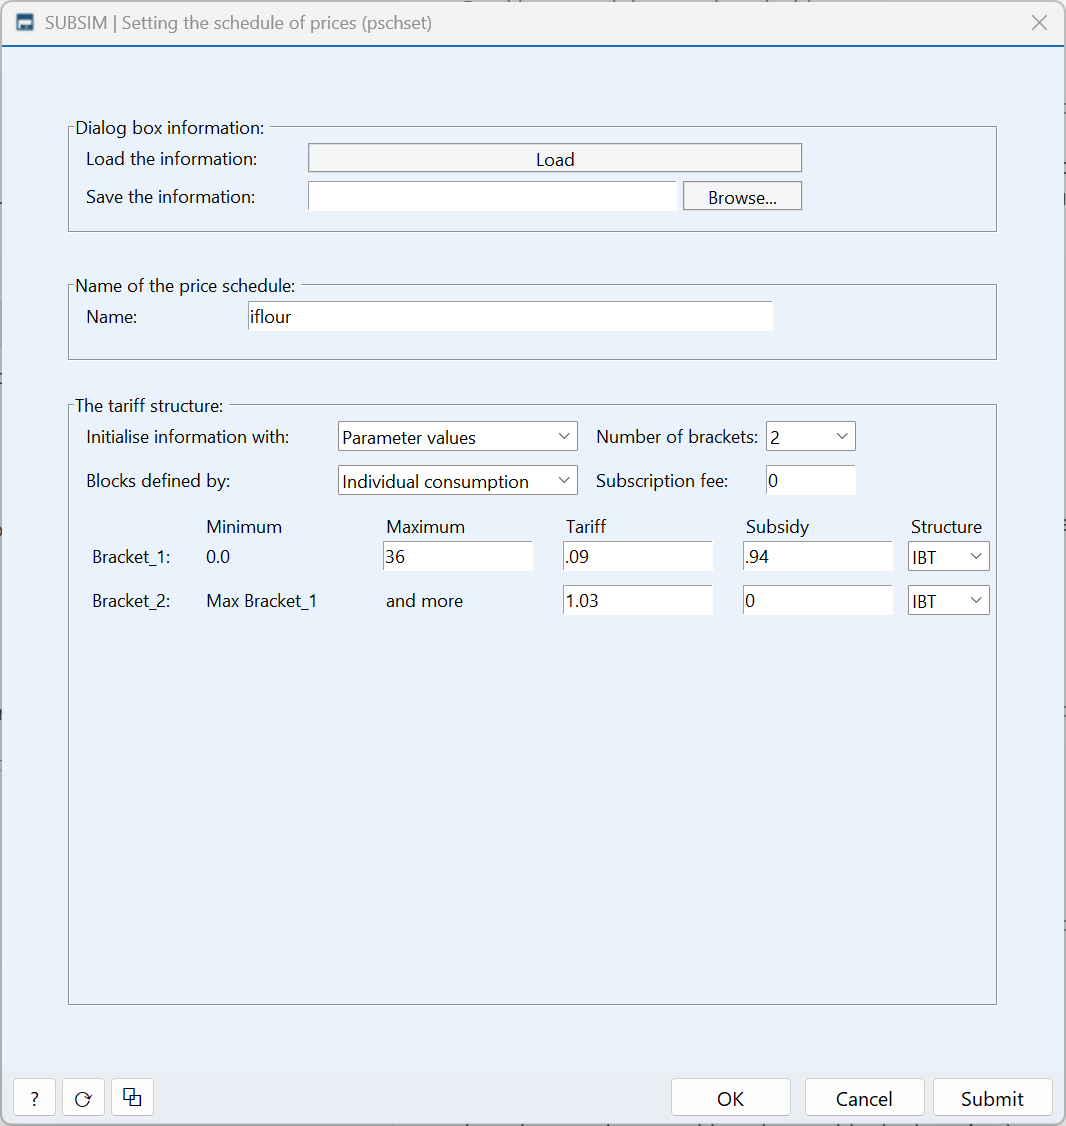 SUBSIM | Setting the schedule of prices (pschset)
Dialog box information:
Load the information: Load
Save the information: Browse...
Name of the price schedule:
Name: iflour
The tariff structure:
Initialise information with: Parameter values Number of brackets: 2
Blocks defined by: Individual consumption Subscription fee: 0
Minimum Maximum Tariff Subsidy Structure
Bracket_1: 0.0 36 .09 .94 IBT
Bracket_2: Max Bracket_1 and more 1.03 0 IBT
? OK Cancel Submit